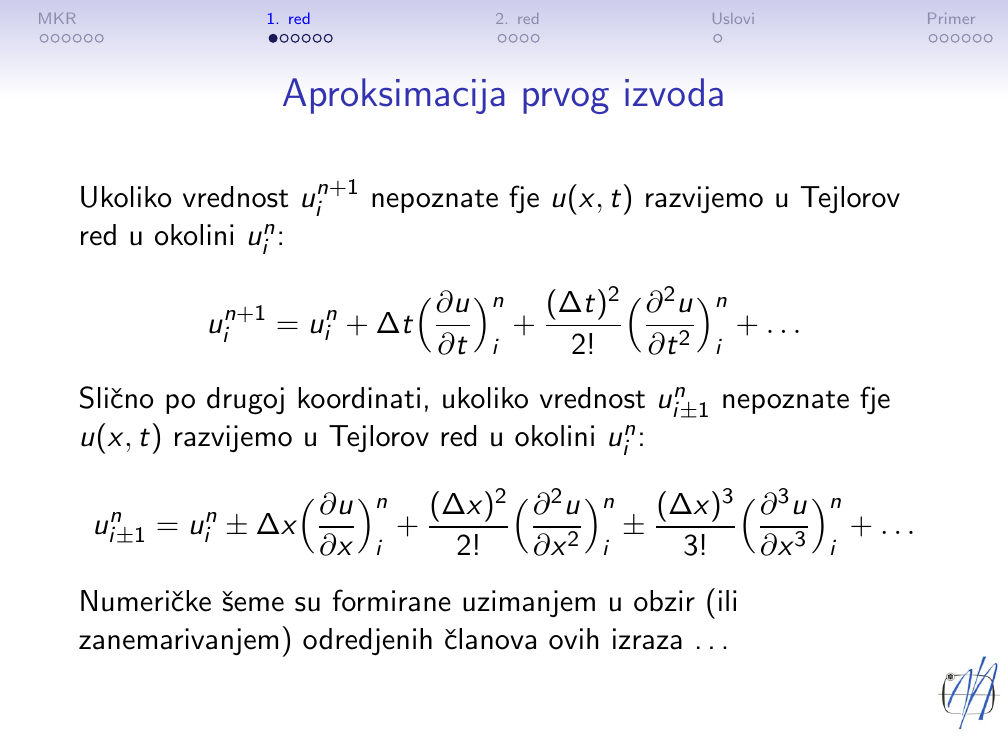 MKR 1. red 2. red Uslovi Primer
Aproksimacija prvog izvoda
Ukoliko vrednost $u_i^{n+1}$ nepoznate fje $u(x, t)$ razvijemo u Tejlorov
red u okolini $u_i^n$:
$u_i^{n+1} = u_i^n + \Delta t \left(\frac{\partial u}{\partial t}\right)_i^n + \frac{(\Delta t)^2}{2!} \left(\frac{\partial^2 u}{\partial t^2}\right)_i^n + \dots$
Slično po drugoj koordinati, ukoliko vrednost $u_{i\pm1}^n$ nepoznate fje
$u(x, t)$ razvijemo u Tejlorov red u okolini $u_i^n$:
$u_{i\pm1}^n = u_i^n \pm \Delta x \left(\frac{\partial u}{\partial x}\right)_i^n + \frac{(\Delta x)^2}{2!} \left(\frac{\partial^2 u}{\partial x^2}\right)_i^n \pm \frac{(\Delta x)^3}{3!} \left(\frac{\partial^3 u}{\partial x^3}\right)_i^n + \dots$
Numeričke šeme su formirane uzimanjem u obzir (ili
zanemarivanjem) odredjenih članova ovih izraza . . .